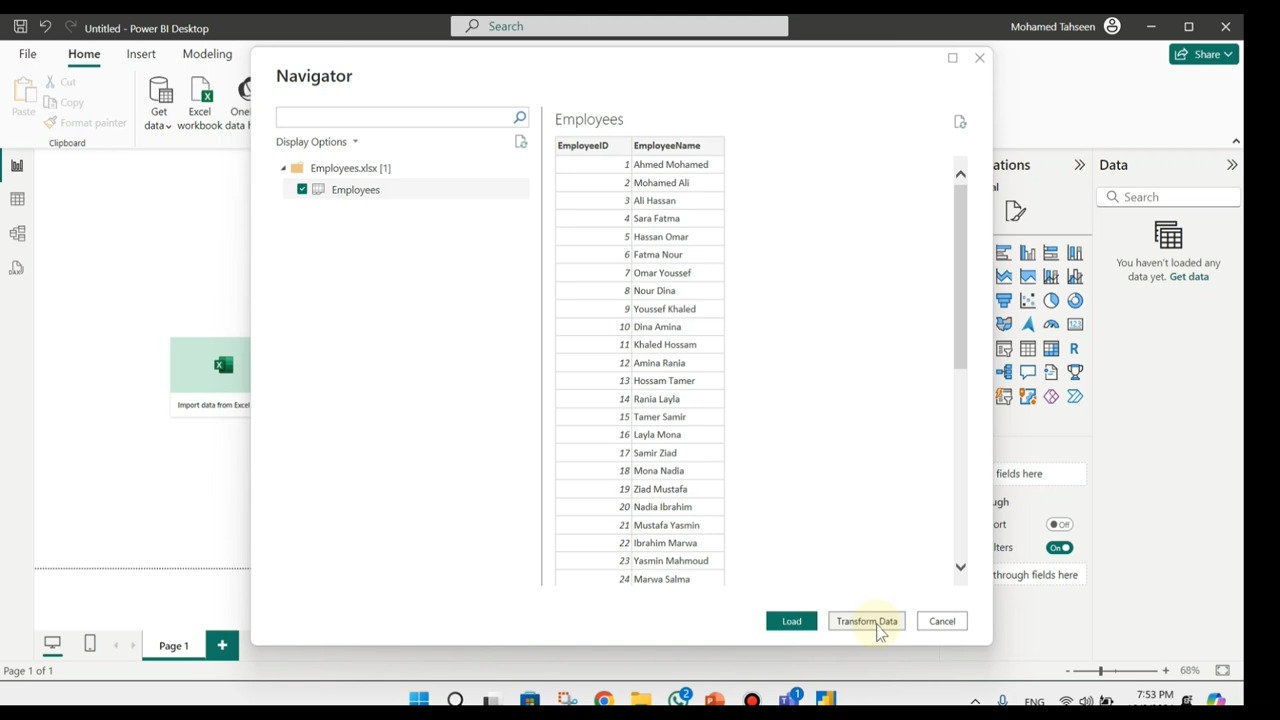 Untitled - Power BI Desktop
Search
Mohamed Tahseen
File
Home
Insert
Modeling
Share
Paste
Cut
Copy
Format painter
Clipboard
Get data
Excel workbook
Navigator
Display Options
Employees.xlsx [1]
Employees
Employees
EmployeeID EmployeeName
1 Ahmed Mohamed
2 Mohamed Ali
3 Ali Hassan
4 Sara Fatma
5 Hassan Omar
6 Fatma Nour
7 Omar Youssef
8 Nour Dina
9 Youssef Khaled
10 Dina Amina
11 Khaled Hossam
12 Amina Rania
13 Hossam Tamer
14 Rania Layla
15 Tamer Samir
16 Layla Mona
17 Samir Ziad
18 Mona Nadia
19 Ziad Mustafa
20 Nadia Ibrahim
21 Mustafa Yasmin
22 Ibrahim Marwa
23 Yasmin Mahmoud
24 Marwa Salma
Load
Transform Data
Cancel
ations
Data
Search
You haven't loaded any
data yet. Get data
R
123
fields here
ugh
ort
Off
lters
On
through fields here
Import data from Excel
Page 1
Page 1 of 1
68%
2
1
ENG
7:53 PM